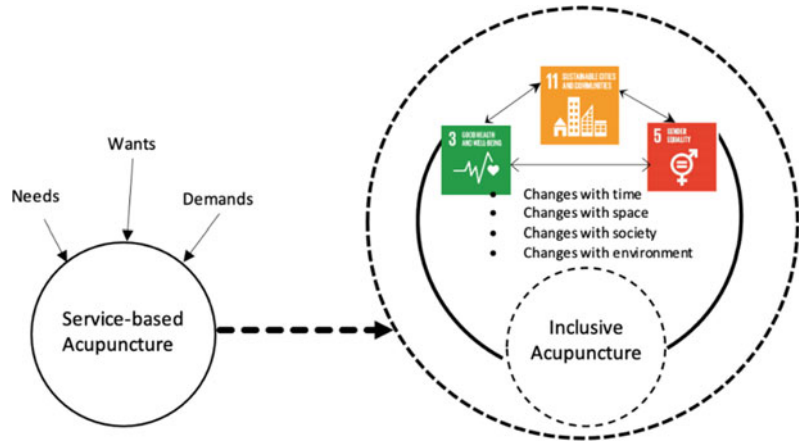 Wants
Needs
Demands
Service-based
Acupuncture
11 SUSTAINABLE CITIES
AND COMMUNITIES
3 GOOD HEALTH
AND WELL-BEING
5 GENDER
EQUALITY
• Changes with time
• Changes with space
• Changes with society
• Changes with environment
Inclusive
Acupuncture